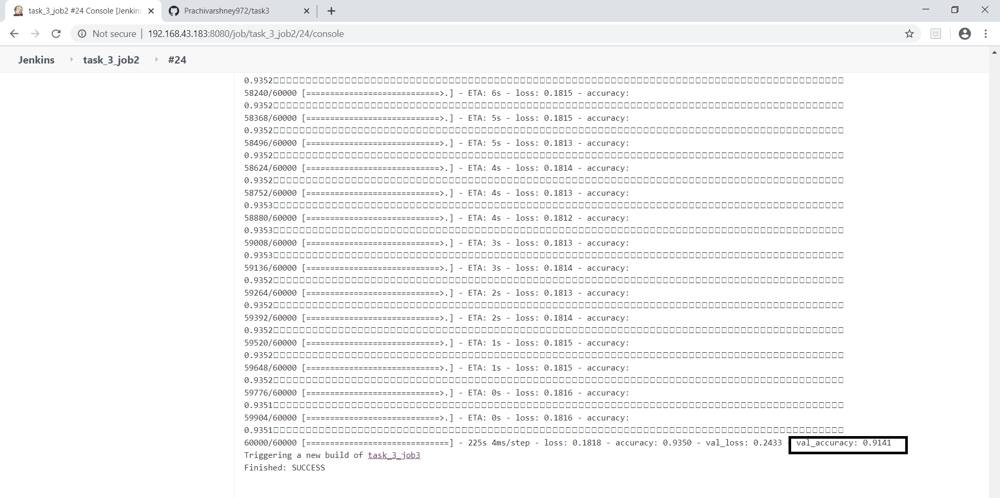 task_3_job2 #24 Console [Jenkins
Prachivarshney972/task3
Not secure | 192.168.43.183:8080/job/task_3_job2/24/console
Jenkins task_3_job2 #24
0.9352
58240/60000 [============================>.] - ETA: 6s - loss: 0.1815 - accuracy:
0.9352
58368/60000 [============================>.] - ETA: 5s - loss: 0.1815 - accuracy:
0.9352
58496/60000 [============================>.] - ETA: 5s - loss: 0.1813 - accuracy:
0.9352
58624/60000 [============================>.] - ETA: 4s - loss: 0.1814 - accuracy:
0.9352
58752/60000 [============================>.] - ETA: 4s - loss: 0.1813 - accuracy:
0.9353
58880/60000 [============================>.] - ETA: 4s - loss: 0.1812 - accuracy:
0.9353
59008/60000 [============================>.] - ETA: 3s - loss: 0.1813 - accuracy:
0.9353
59136/60000 [============================>.] - ETA: 3s - loss: 0.1814 - accuracy:
0.9352
59264/60000 [============================>.] - ETA: 2s - loss: 0.1813 - accuracy:
0.9352
59392/60000 [============================>.] - ETA: 2s - loss: 0.1814 - accuracy:
0.9352
59520/60000 [============================>.] - ETA: 1s - loss: 0.1815 - accuracy:
0.9352
59648/60000 [============================>.] - ETA: 1s - loss: 0.1815 - accuracy:
0.9352
59776/60000 [============================>.] - ETA: 0s - loss: 0.1816 - accuracy:
0.9351
59904/60000 [============================>.] - ETA: 0s - loss: 0.1816 - accuracy:
0.9351
60000/60000 [==============================] - 225s 4ms/step - loss: 0.1818 - accuracy: 0.9350 - val_loss: 0.2433 - val_accuracy: 0.9141
Triggering a new build of task_3_job3
Finished: SUCCESS